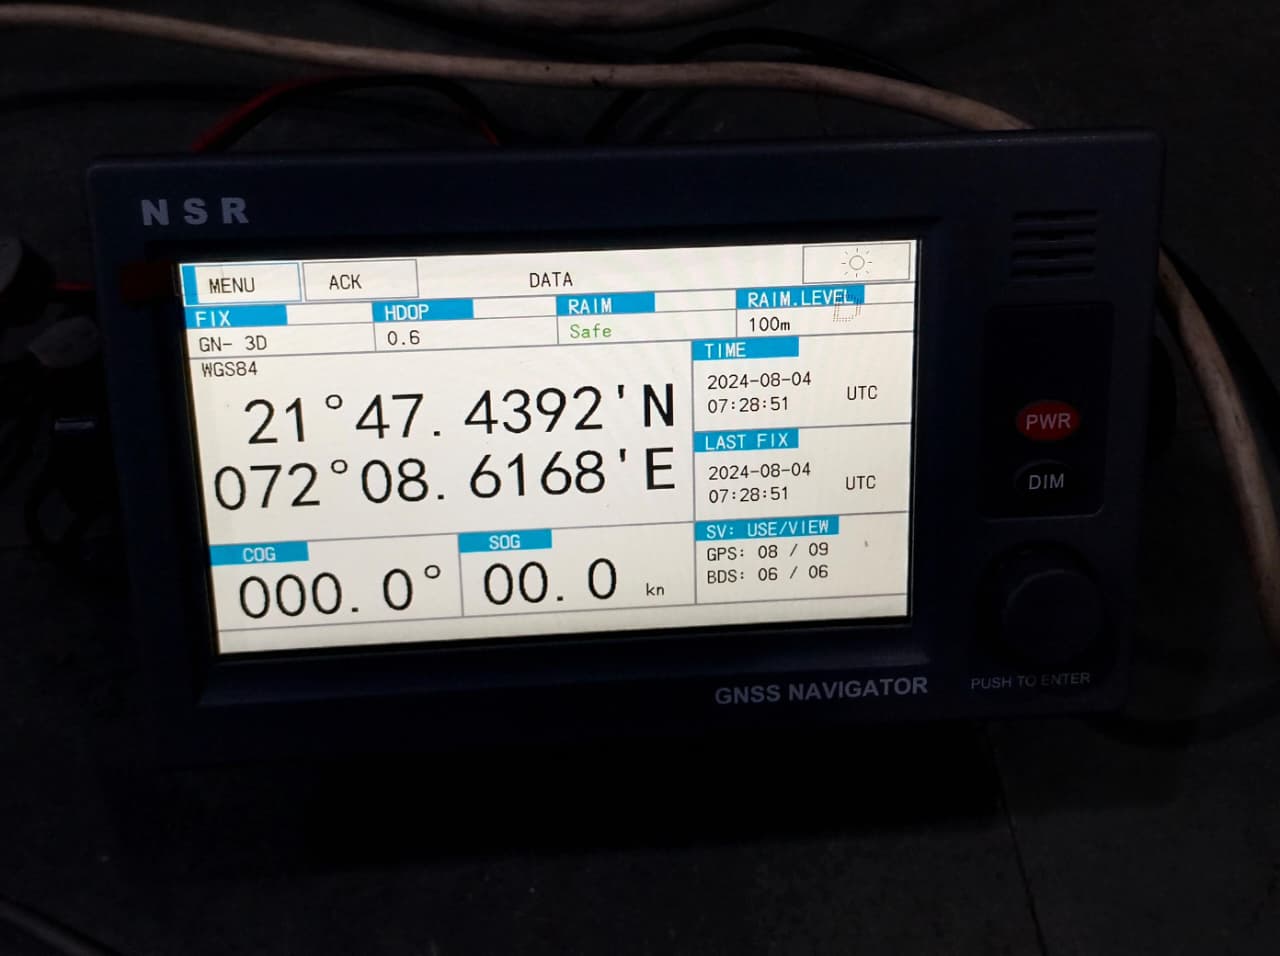 NSR
MENU ACK DATA
FIX HDOP RAIM RAIM.LEVEL
GN- 3D 0.6 Safe 100m
WGS84
21°47.4392'N
072°08.6168'E
TIME
2024-08-04
07:28:51 UTC
LAST FIX
2024-08-04
07:28:51 UTC
COG SOG
000.0° 00.0 kn
SV: USE/VIEW
GPS: 08 / 09
BDS: 06 / 06
PWR
DIM
GNSS NAVIGATOR
PUSH TO ENTER